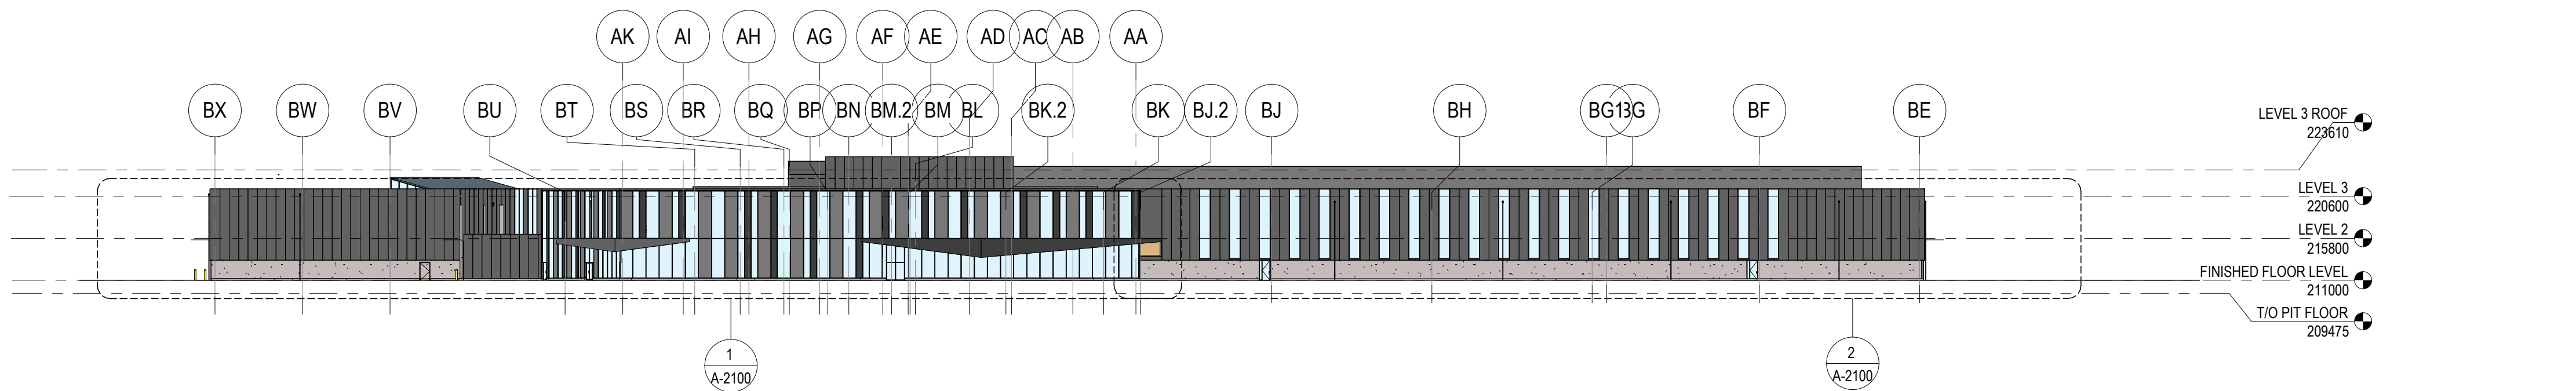 AK AI AH AG AF AE AD AC AB AA
BX BW BV BU BT BS BR BQ BP BN BM.2 BM BL BK.2 BK BJ.2 BJ BH BG1 BG BF BE
LEVEL 3 ROOF
223610
LEVEL 3
220600
LEVEL 2
215800
FINISHED FLOOR LEVEL
211000
T/O PIT FLOOR
209475
1
A-2100
2
A-2100